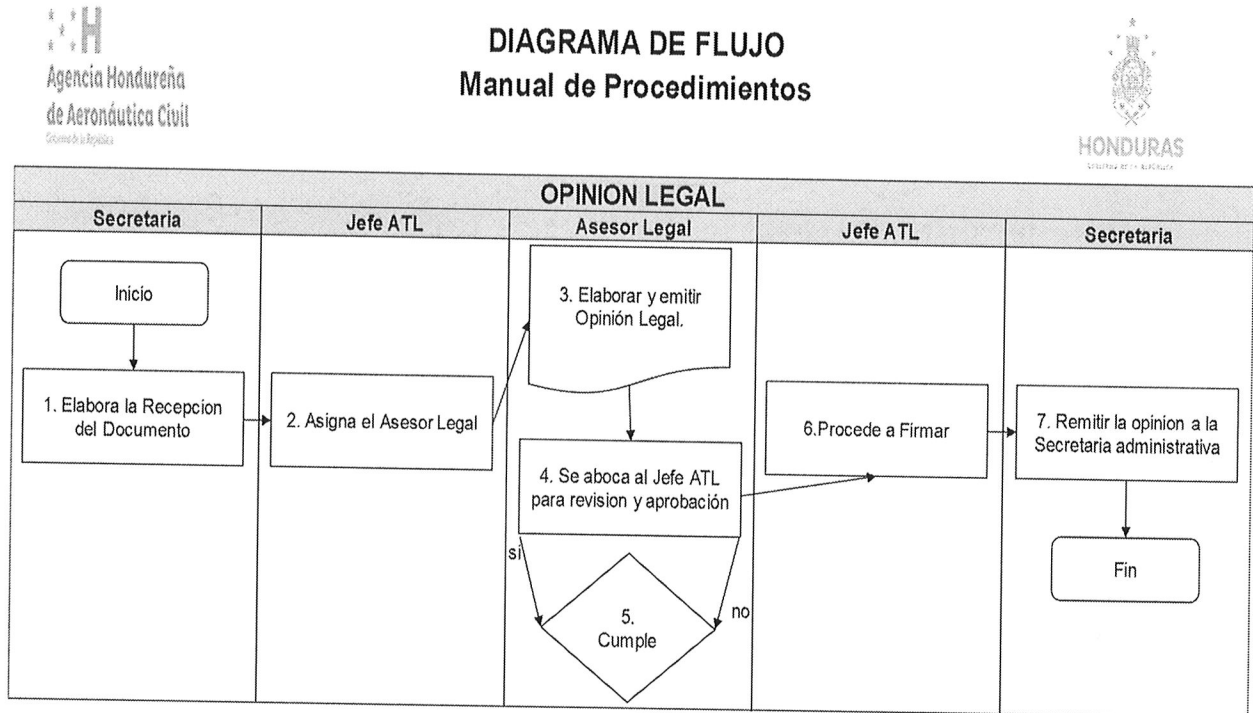 Agencia Hondureña
de Aeronáutica Civil
DIAGRAMA DE FLUJO
Manual de Procedimientos
HONDURAS
OPINION LEGAL
Secretaria
Jefe ATL
Asesor Legal
Jefe ATL
Secretaria
Inicio
1. Elabora la Recepcion
del Documento
2. Asigna el Asesor Legal
3. Elaborar y emitir
Opinión Legal.
4. Se aboca al Jefe ATL
para revision y aprobación
si
no
5.
Cumple
6.Procede a Firmar
7. Remitir la opinion a la
Secretaria administrativa
Fin